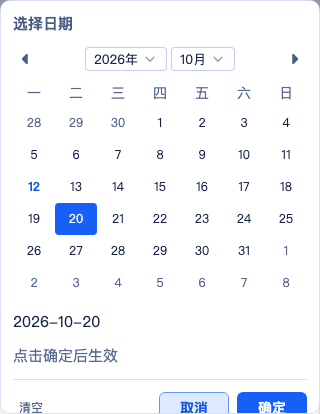 选择日期
2026年 10月
一 二 三 四 五 六 日
28 29 30 1 2 3 4
5 6 7 8 9 10 11
12 13 14 15 16 17 18
19 20 21 22 23 24 25
26 27 28 29 30 31 1
2 3 4 5 6 7 8
2026-10-20
点击确定后生效
清空 取消 确定